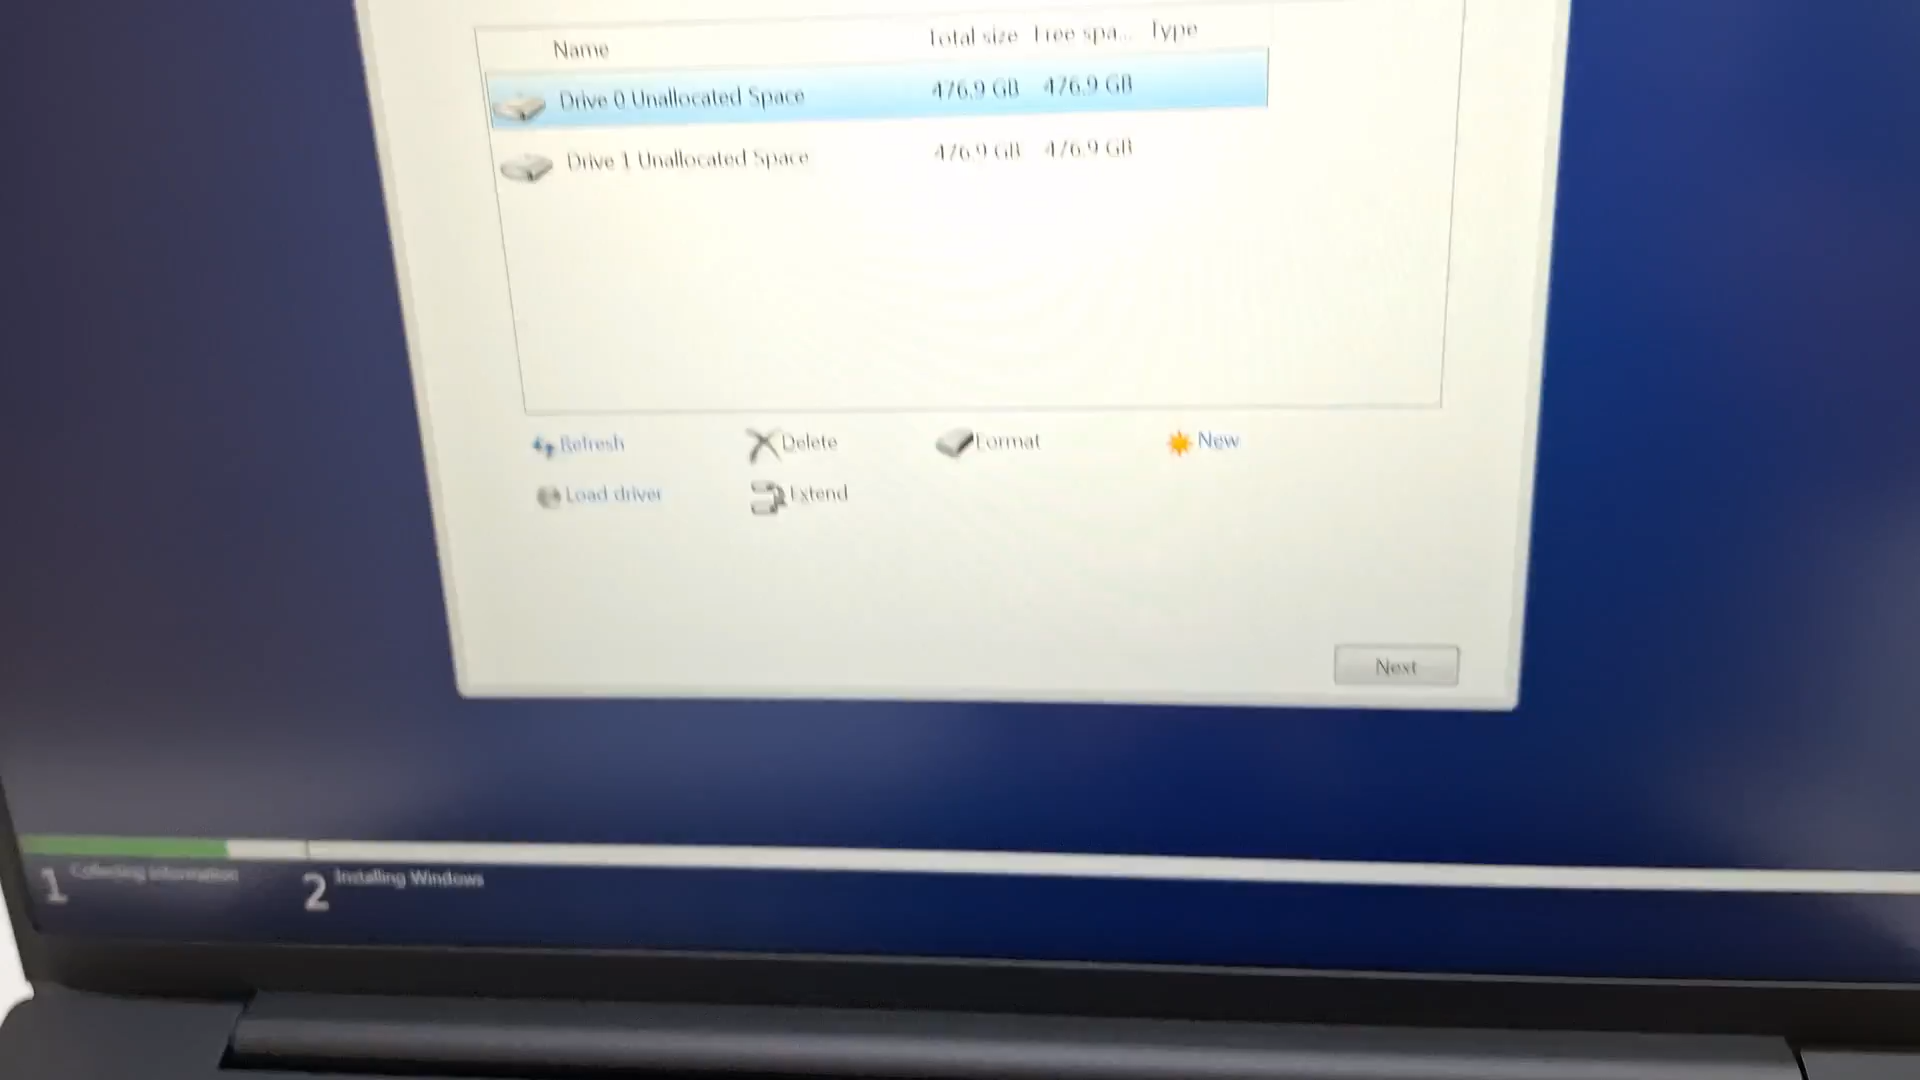 Name Total size Free spa... Type
Drive 0 Unallocated Space 476.9 GB 476.9 GB
Drive 1 Unallocated Space 476.9 GB 476.9 GB
Refresh Delete Format New
Load driver Extend
Next
1 Collecting information 2 Installing Windows